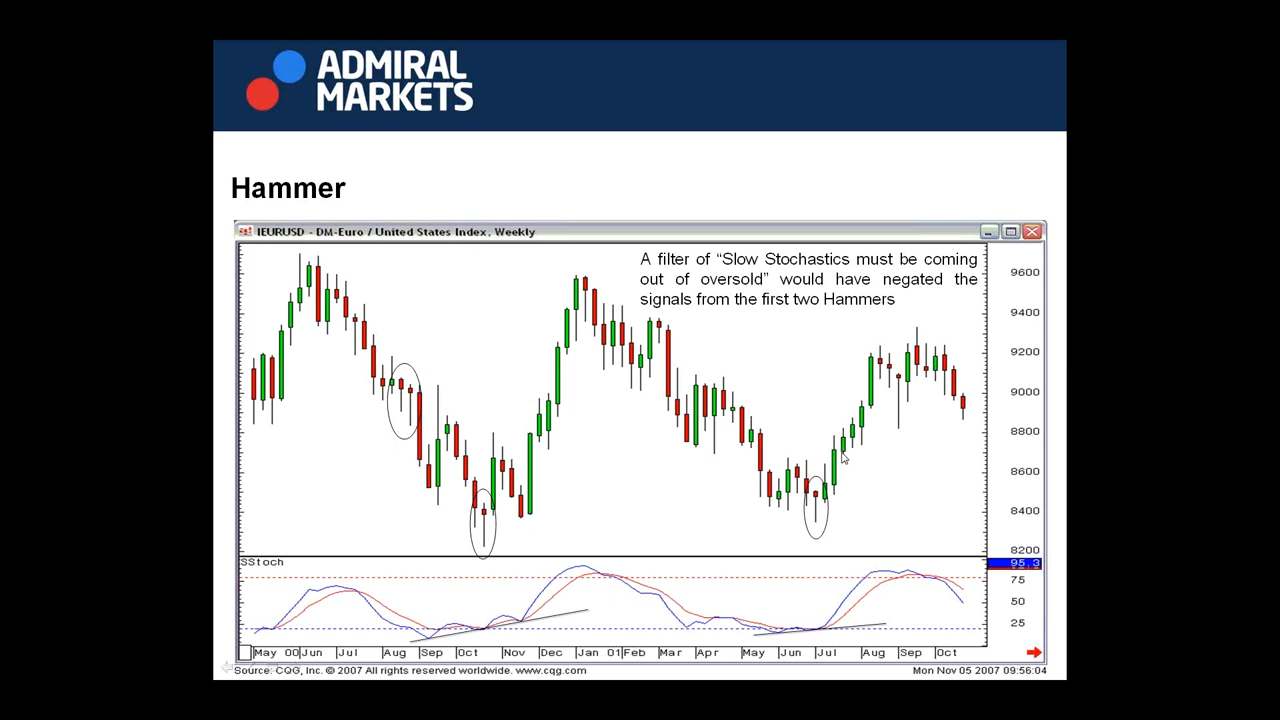 ADMIRAL
MARKETS
Hammer
IEURUSD - DM-Euro / United States Index, Weekly
A filter of “Slow Stochastics must be coming
out of oversold” would have negated the
signals from the first two Hammers
9600
9400
9200
9000
8800
8600
8400
8200
SStoch
95.3
75
50
25
May 00 Jun Jul Aug Sep Oct Nov Dec Jan 01 Feb Mar Apr May Jun Jul Aug Sep Oct
Source: CQG, Inc. © 2007 All rights reserved worldwide. www.cqg.com
Mon Nov 05 2007 09:56:04